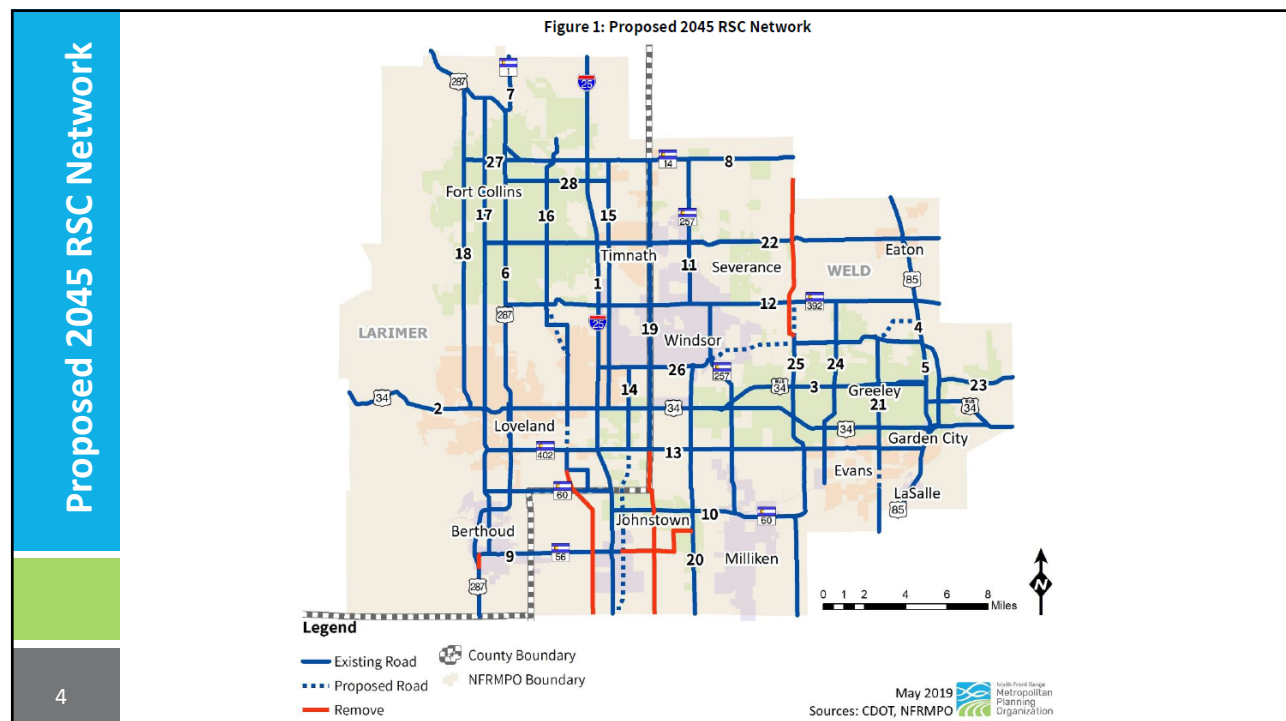 Proposed 2045 RSC Network
4
Figure 1: Proposed 2045 RSC Network
287
1
25
7
27
14
8
28
Fort Collins
17
16
15
257
18
22
Timnath
Eaton
6
11
Severance
WELD
1
85
12
392
287
25
LARIMER
19
4
Windsor
26
257
25
24
5
14
34
3
23
34
2
Greeley
21
34
34
34
Loveland
Garden City
402
13
Evans
60
LaSalle
85
Johnstown
10
60
Berthoud
9
56
20
Milliken
287
N
0 1 2 4 6 8
Miles
Legend
Existing Road
Proposed Road
Remove
County Boundary
NFRMPO Boundary
May 2019
Sources: CDOT, NFRMPO
North Front Range
Metropolitan
Planning
Organization